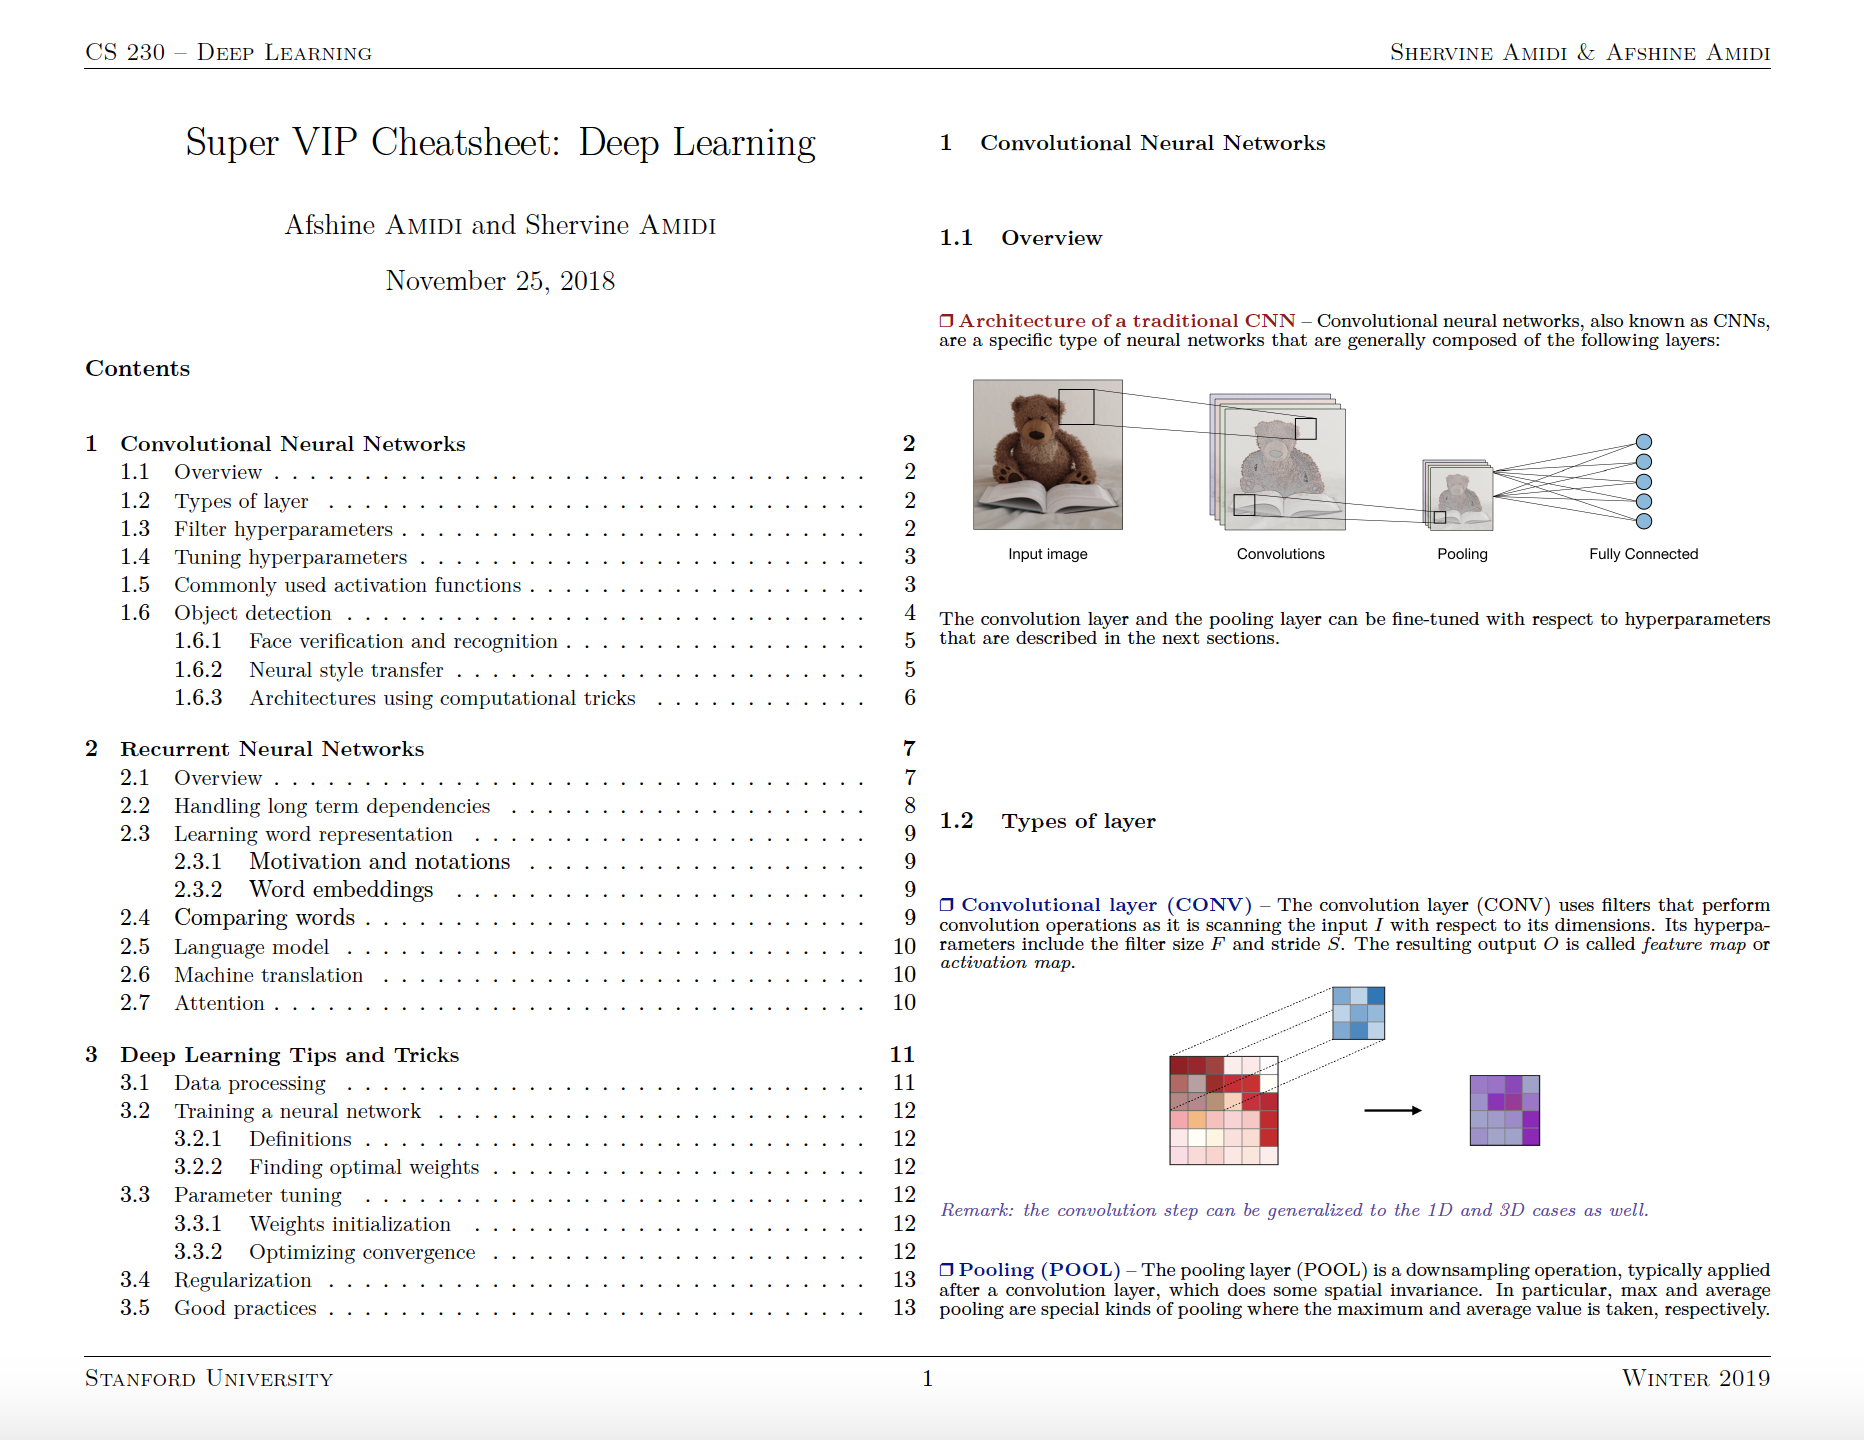 CS 230 – Deep Learning
Shervine Amidi & Afshine Amidi
Super VIP Cheatsheet: Deep Learning
Afshine Amidi and Shervine Amidi
November 25, 2018
Contents
1 Convolutional Neural Networks 2
1.1 Overview . . . . . . . . . . . . . . . . . . . . . . . . . . . . . . . . . 2
1.2 Types of layer . . . . . . . . . . . . . . . . . . . . . . . . . . . . . . 2
1.3 Filter hyperparameters . . . . . . . . . . . . . . . . . . . . . . . . . . 2
1.4 Tuning hyperparameters . . . . . . . . . . . . . . . . . . . . . . . . . 3
1.5 Commonly used activation functions . . . . . . . . . . . . . . . . . . . 3
1.6 Object detection . . . . . . . . . . . . . . . . . . . . . . . . . . . . . 4
1.6.1 Face verification and recognition . . . . . . . . . . . . . . . . . 5
1.6.2 Neural style transfer . . . . . . . . . . . . . . . . . . . . . . . 5
1.6.3 Architectures using computational tricks . . . . . . . . . . . . 6
2 Recurrent Neural Networks 7
2.1 Overview . . . . . . . . . . . . . . . . . . . . . . . . . . . . . . . . . 7
2.2 Handling long term dependencies . . . . . . . . . . . . . . . . . . . . 8
2.3 Learning word representation . . . . . . . . . . . . . . . . . . . . . . 9
2.3.1 Motivation and notations . . . . . . . . . . . . . . . . . . . 9
2.3.2 Word embeddings . . . . . . . . . . . . . . . . . . . . . . . 9
2.4 Comparing words . . . . . . . . . . . . . . . . . . . . . . . . . . . . 9
2.5 Language model . . . . . . . . . . . . . . . . . . . . . . . . . . . . . 10
2.6 Machine translation . . . . . . . . . . . . . . . . . . . . . . . . . . . 10
2.7 Attention . . . . . . . . . . . . . . . . . . . . . . . . . . . . . . . . . 10
3 Deep Learning Tips and Tricks 11
3.1 Data processing . . . . . . . . . . . . . . . . . . . . . . . . . . . . . 11
3.2 Training a neural network . . . . . . . . . . . . . . . . . . . . . . . . 12
3.2.1 Definitions . . . . . . . . . . . . . . . . . . . . . . . . . . . . 12
3.2.2 Finding optimal weights . . . . . . . . . . . . . . . . . . . . . 12
3.3 Parameter tuning . . . . . . . . . . . . . . . . . . . . . . . . . . . . 12
3.3.1 Weights initialization . . . . . . . . . . . . . . . . . . . . . . 12
3.3.2 Optimizing convergence . . . . . . . . . . . . . . . . . . . . . 12
3.4 Regularization . . . . . . . . . . . . . . . . . . . . . . . . . . . . . . 13
3.5 Good practices . . . . . . . . . . . . . . . . . . . . . . . . . . . . . . 13
1 Convolutional Neural Networks
1.1 Overview
❒ Architecture of a traditional CNN – Convolutional neural networks, also known as CNNs,
are a specific type of neural networks that are generally composed of the following layers:
Input image
Convolutions
Pooling
Fully Connected
The convolution layer and the pooling layer can be fine-tuned with respect to hyperparameters
that are described in the next sections.
1.2 Types of layer
❒ Convolutional layer (CONV) – The convolution layer (CONV) uses filters that perform
convolution operations as it is scanning the input I with respect to its dimensions. Its hyperpa-
rameters include the filter size F and stride S. The resulting output O is called feature map or
activation map.
Remark: the convolution step can be generalized to the 1D and 3D cases as well.
❒ Pooling (POOL) – The pooling layer (POOL) is a downsampling operation, typically applied
after a convolution layer, which does some spatial invariance. In particular, max and average
pooling are special kinds of pooling where the maximum and average value is taken, respectively.
Stanford University
1
Winter 2019